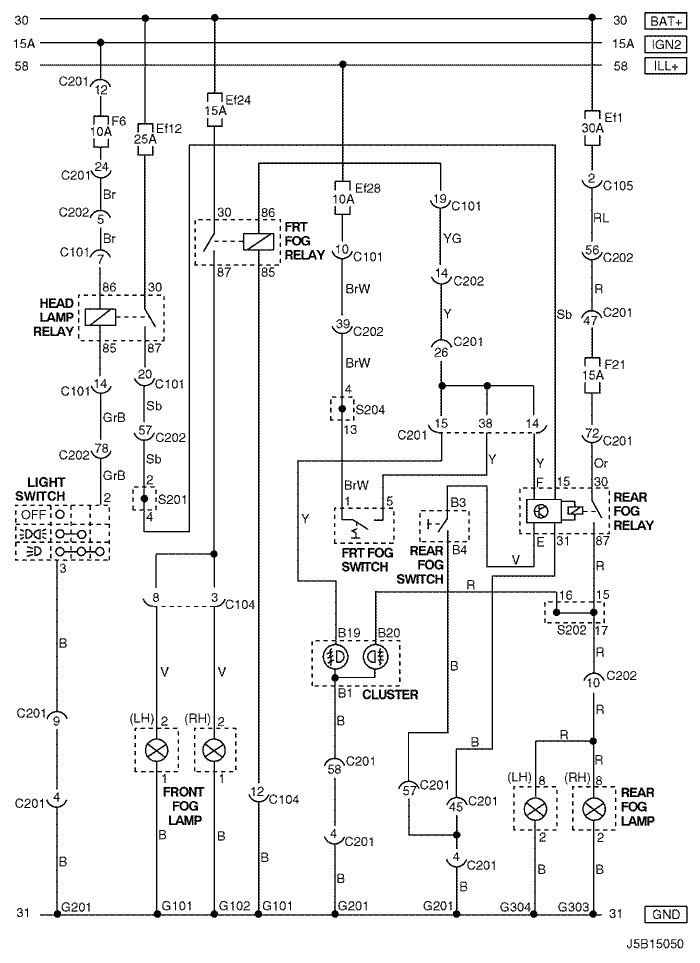 30 30 BAT+
15A 15A IGN2
58 58 ILL+
C201 12
Ef24
15A
Ef1
30A
F6
10A
Ef12
25A
24
C201
Br
2
C105
Ef28
10A
19
C101
RL
C202
5
30 86
FRT
FOG
RELAY
YG
Br
10
C101
56
C202
C101
7
87 85
14
C202
BrW
R
86 30
HEAD
LAMP
RELAY
Y
Sb
47
C201
39
C202
85 87
26
C201
F21
15A
20
C101
BrW
14
C101
Sb
4
S204
13
15 38 14
C201
72
C201
GrB
57
C202
78
C202
Sb
Y
Y
Or
GrB
2
S201
4
BrW
F 15 30
LIGHT
SWITCH
2
1 5
B3
REAR
FOG
RELAY
OFF
Y
FRT FOG
SWITCH
REAR
FOG
SWITCH
B4
E 31 87
3
V
R
8 3
C104
R
16 15
S202
17
B
B19 B20
R
V V
B
CLUSTER
B1
C202
10
C201
9
(LH) 2 (RH) 2
B
R
R
B
1 1
C201
58
(LH) 8 (RH) 8
R
FRONT
FOG
LAMP
C201
4
12
C104
C201
57
45
C201
REAR
FOG
LAMP
B B
4
C201
2 2
B
B
4
C201
B
B
B B
31 G201 G101 G102 G101 G201 G201 G304 G303 31 GND
J5B15050